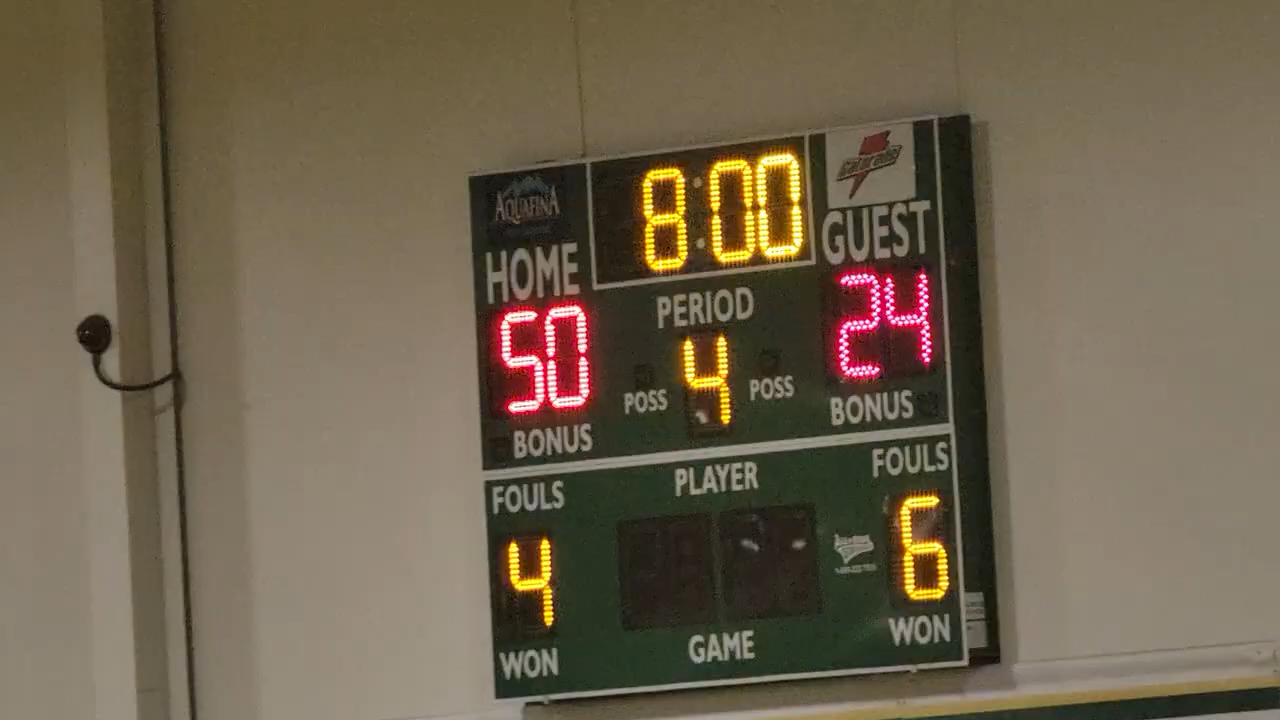 AQUAFINA
8:00
Gatorade
HOME
GUEST
50
PERIOD
24
POSS
4
POSS
BONUS
BONUS
FOULS
PLAYER
FOULS
4
6
WON
GAME
WON